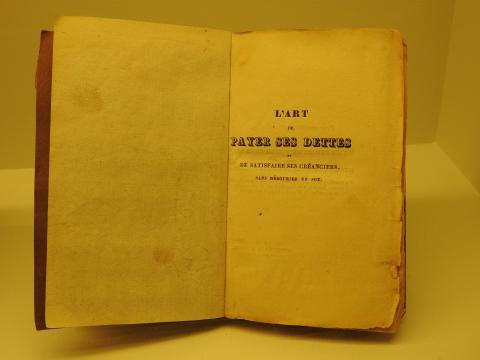 L'ART
DE
PAYER SES DETTES
ET
DE SATISFAIRE SES CRÉANCIERS,
SANS DÉBOURSER UN SOU.